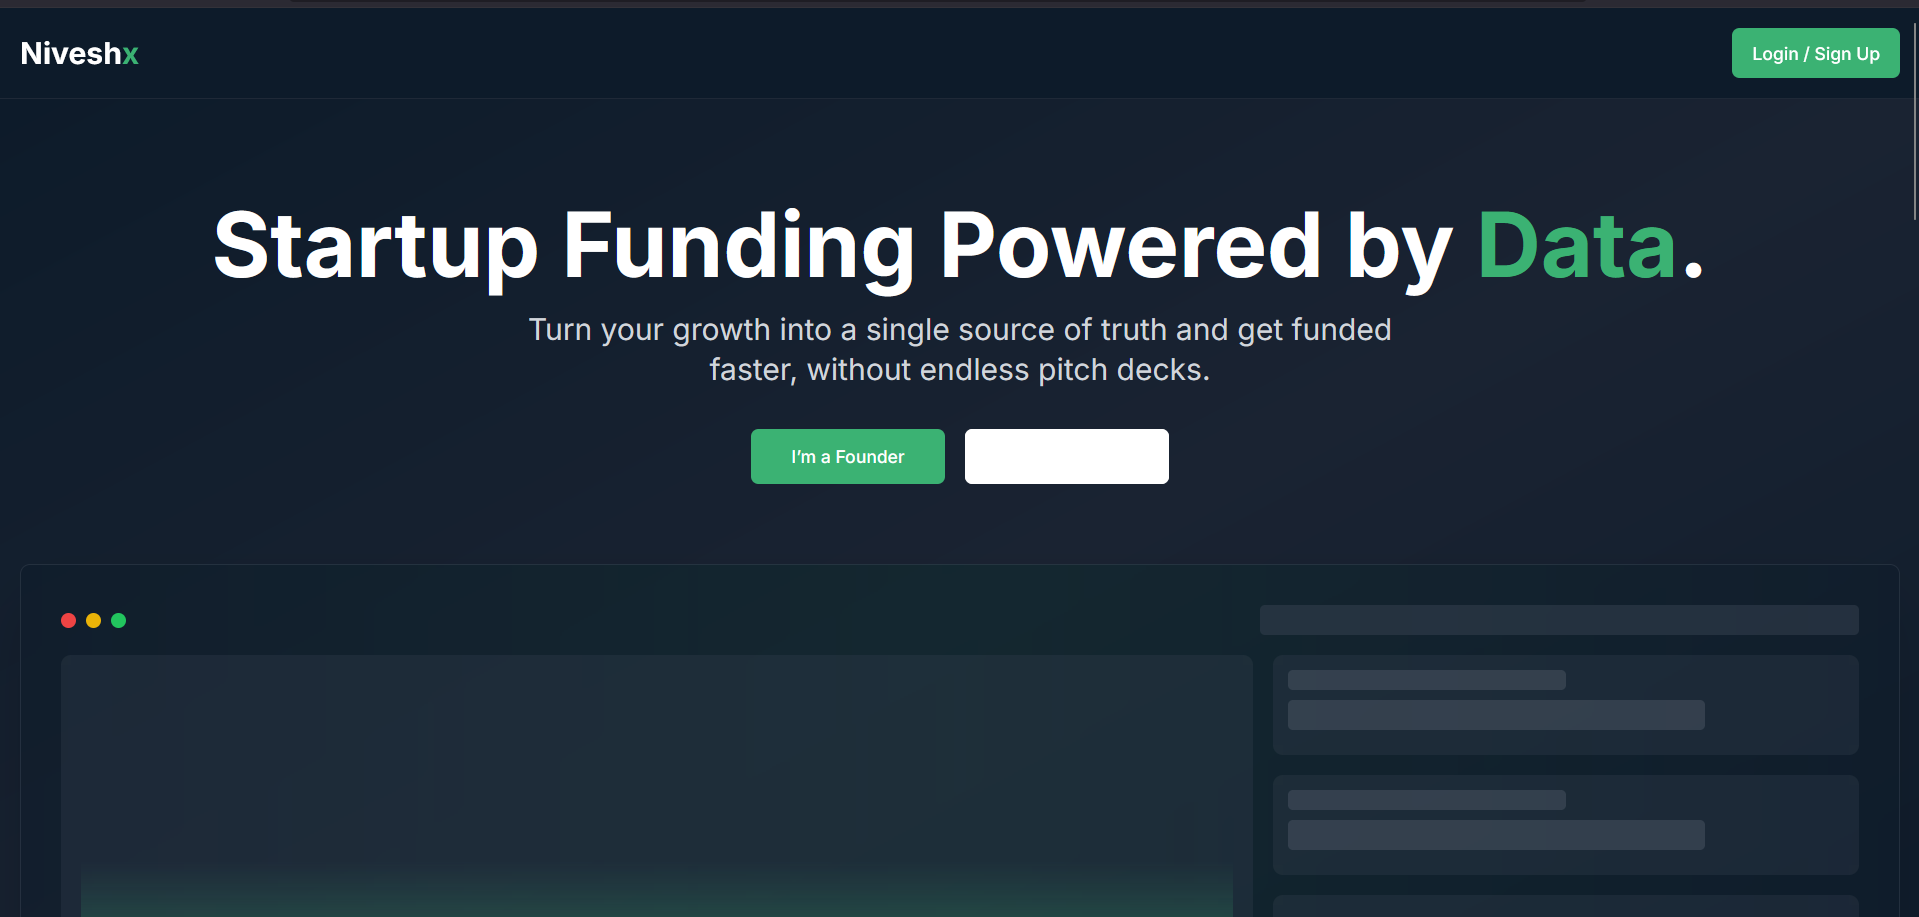 Niveshx
Login / Sign Up
Startup Funding Powered by Data.
Turn your growth into a single source of truth and get funded
faster, without endless pitch decks.
I’m a Founder